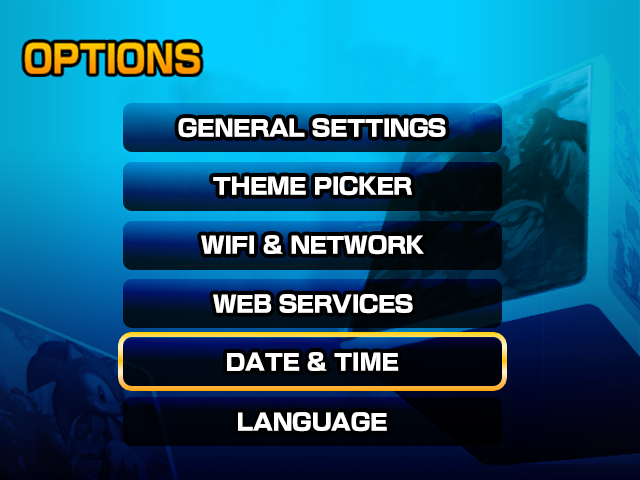 OPTIONS
GENERAL SETTINGS
THEME PICKER
WIFI & NETWORK
WEB SERVICES
DATE & TIME
LANGUAGE